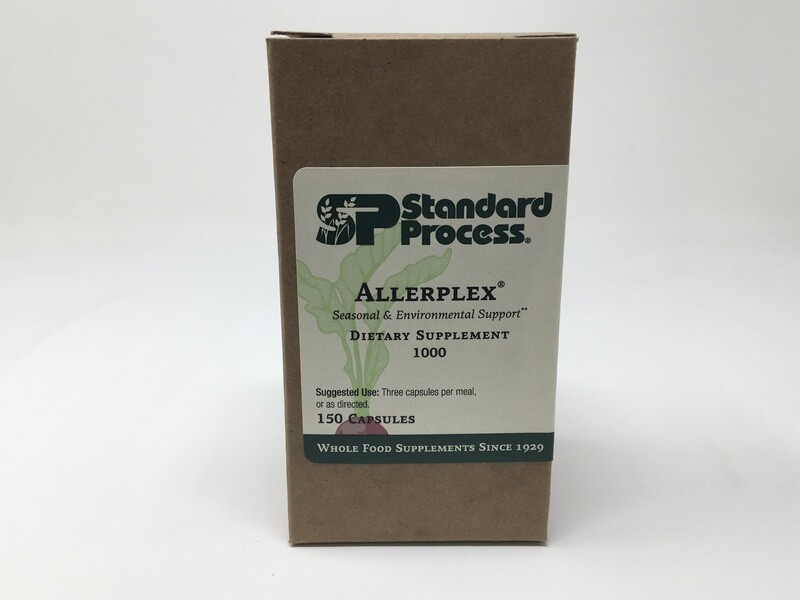 SP Standard
Process®
ALLERPLEX®
Seasonal & Environmental Support**
DIETARY SUPPLEMENT
1000
Suggested Use: Three capsules per meal,
or as directed.
150 CAPSULES
WHOLE FOOD SUPPLEMENTS SINCE 1929